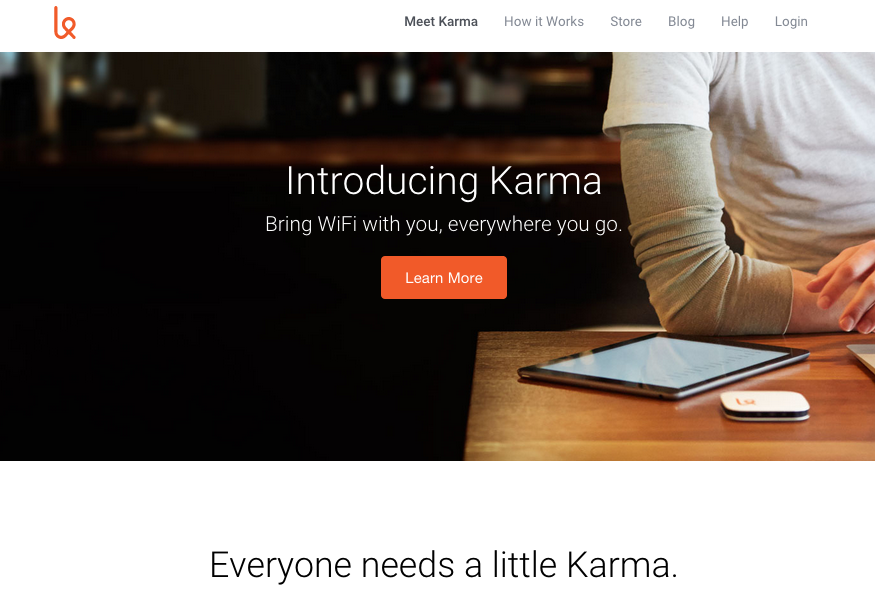 Meet Karma How it Works Store Blog Help Login
Introducing Karma
Bring WiFi with you, everywhere you go.
Learn More
Everyone needs a little Karma.